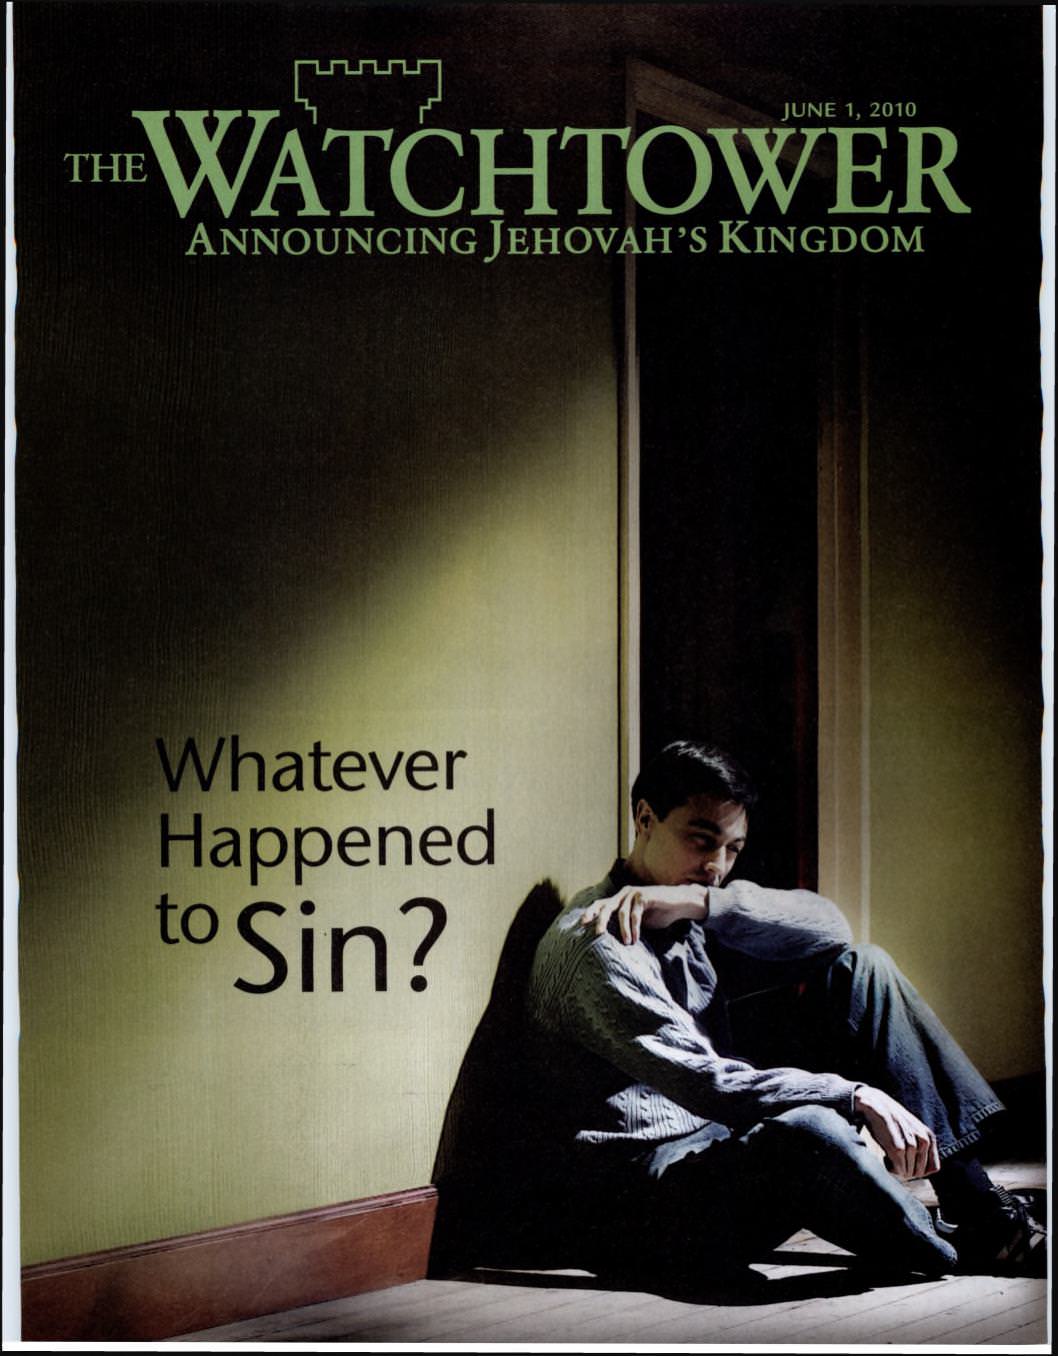 JUNE 1, 2010
THE WATCHTOWER
ANNOUNCING JEHOVAH'S KINGDOM
Whatever
Happened
to Sin?